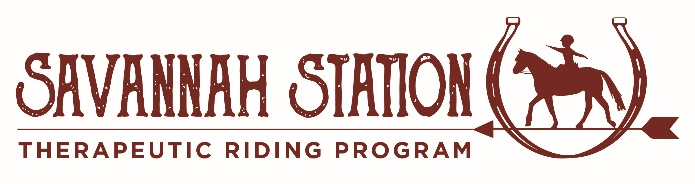 SAVANNAH STATION
THERAPEUTIC RIDING PROGRAM